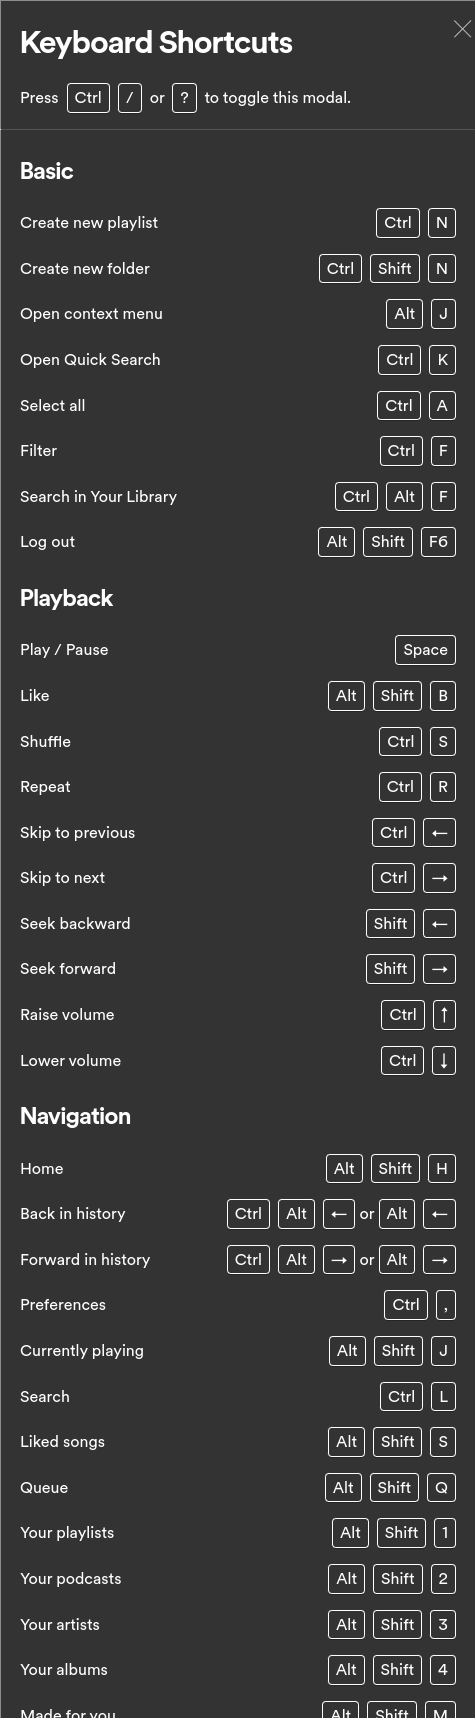 Keyboard Shortcuts
Press Ctrl / or ? to toggle this modal.
Basic
Create new playlist Ctrl N
Create new folder Ctrl Shift N
Open context menu Alt J
Open Quick Search Ctrl K
Select all Ctrl A
Filter Ctrl F
Search in Your Library Ctrl Alt F
Log out Alt Shift F6
Playback
Play / Pause Space
Like Alt Shift B
Shuffle Ctrl S
Repeat Ctrl R
Skip to previous Ctrl ←
Skip to next Ctrl →
Seek backward Shift ←
Seek forward Shift →
Raise volume Ctrl ↑
Lower volume Ctrl ↓
Navigation
Home Alt Shift H
Back in history Ctrl Alt ← or Alt ←
Forward in history Ctrl Alt → or Alt →
Preferences Ctrl ,
Currently playing Alt Shift J
Search Ctrl L
Liked songs Alt Shift S
Queue Alt Shift Q
Your playlists Alt Shift 1
Your podcasts Alt Shift 2
Your artists Alt Shift 3
Your albums Alt Shift 4
Made for you Alt Shift M